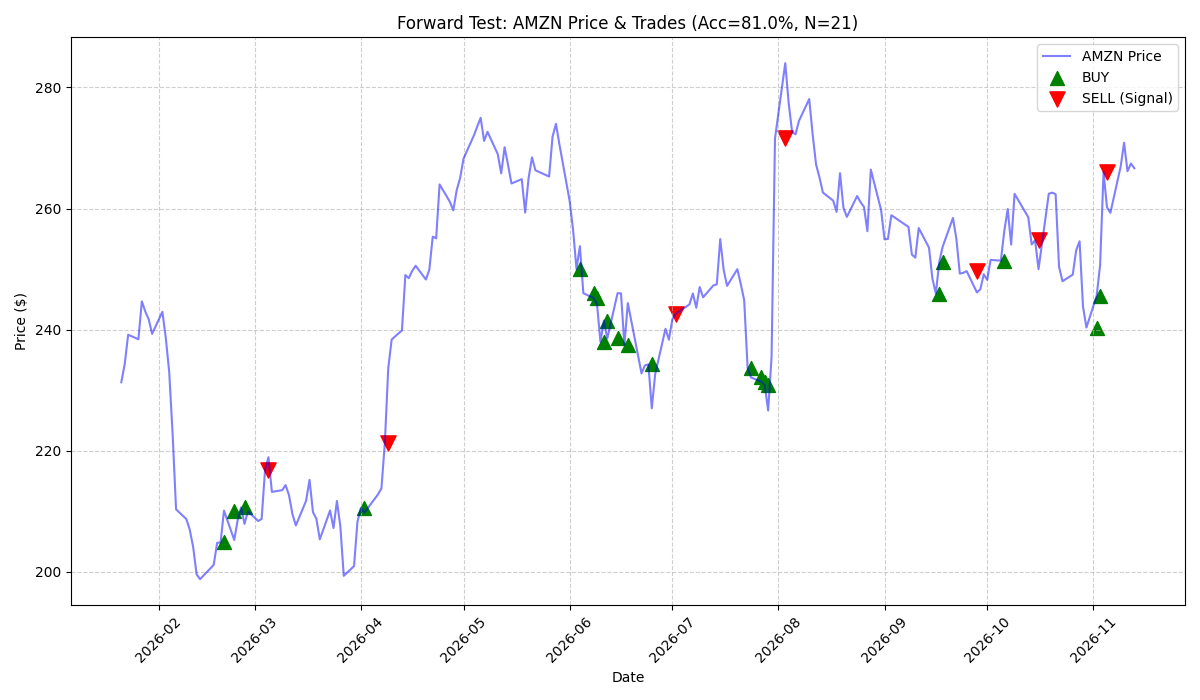 Forward Test: AMZN Price & Trades (Acc=81.0%, N=21)
AMZN Price
BUY
SELL (Signal)
Price ($)
280
260
240
220
200
2026-02
2026-03
2026-04
2026-05
2026-06
2026-07
2026-08
2026-09
2026-10
2026-11
Date